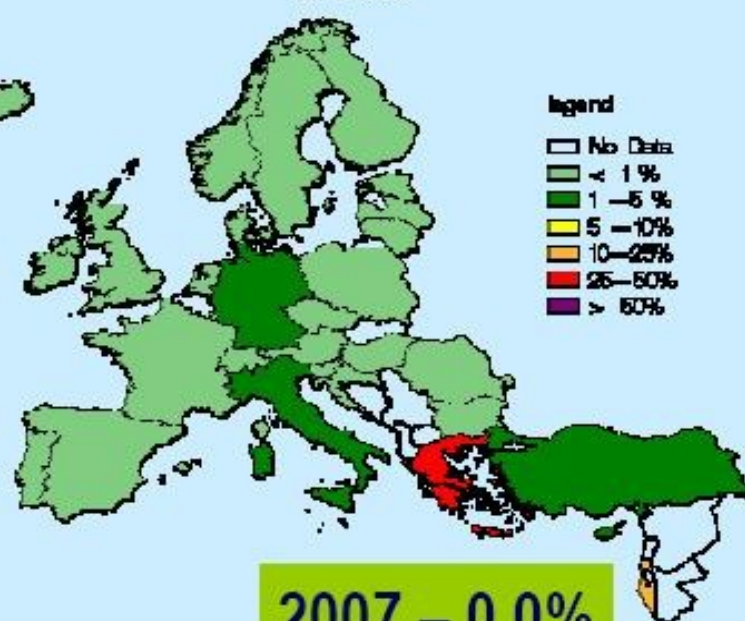 legend
No Data
< 1 %
1 —5 %
5 —10%
10—25%
25—50%
> 50%
2007 – 0.0%